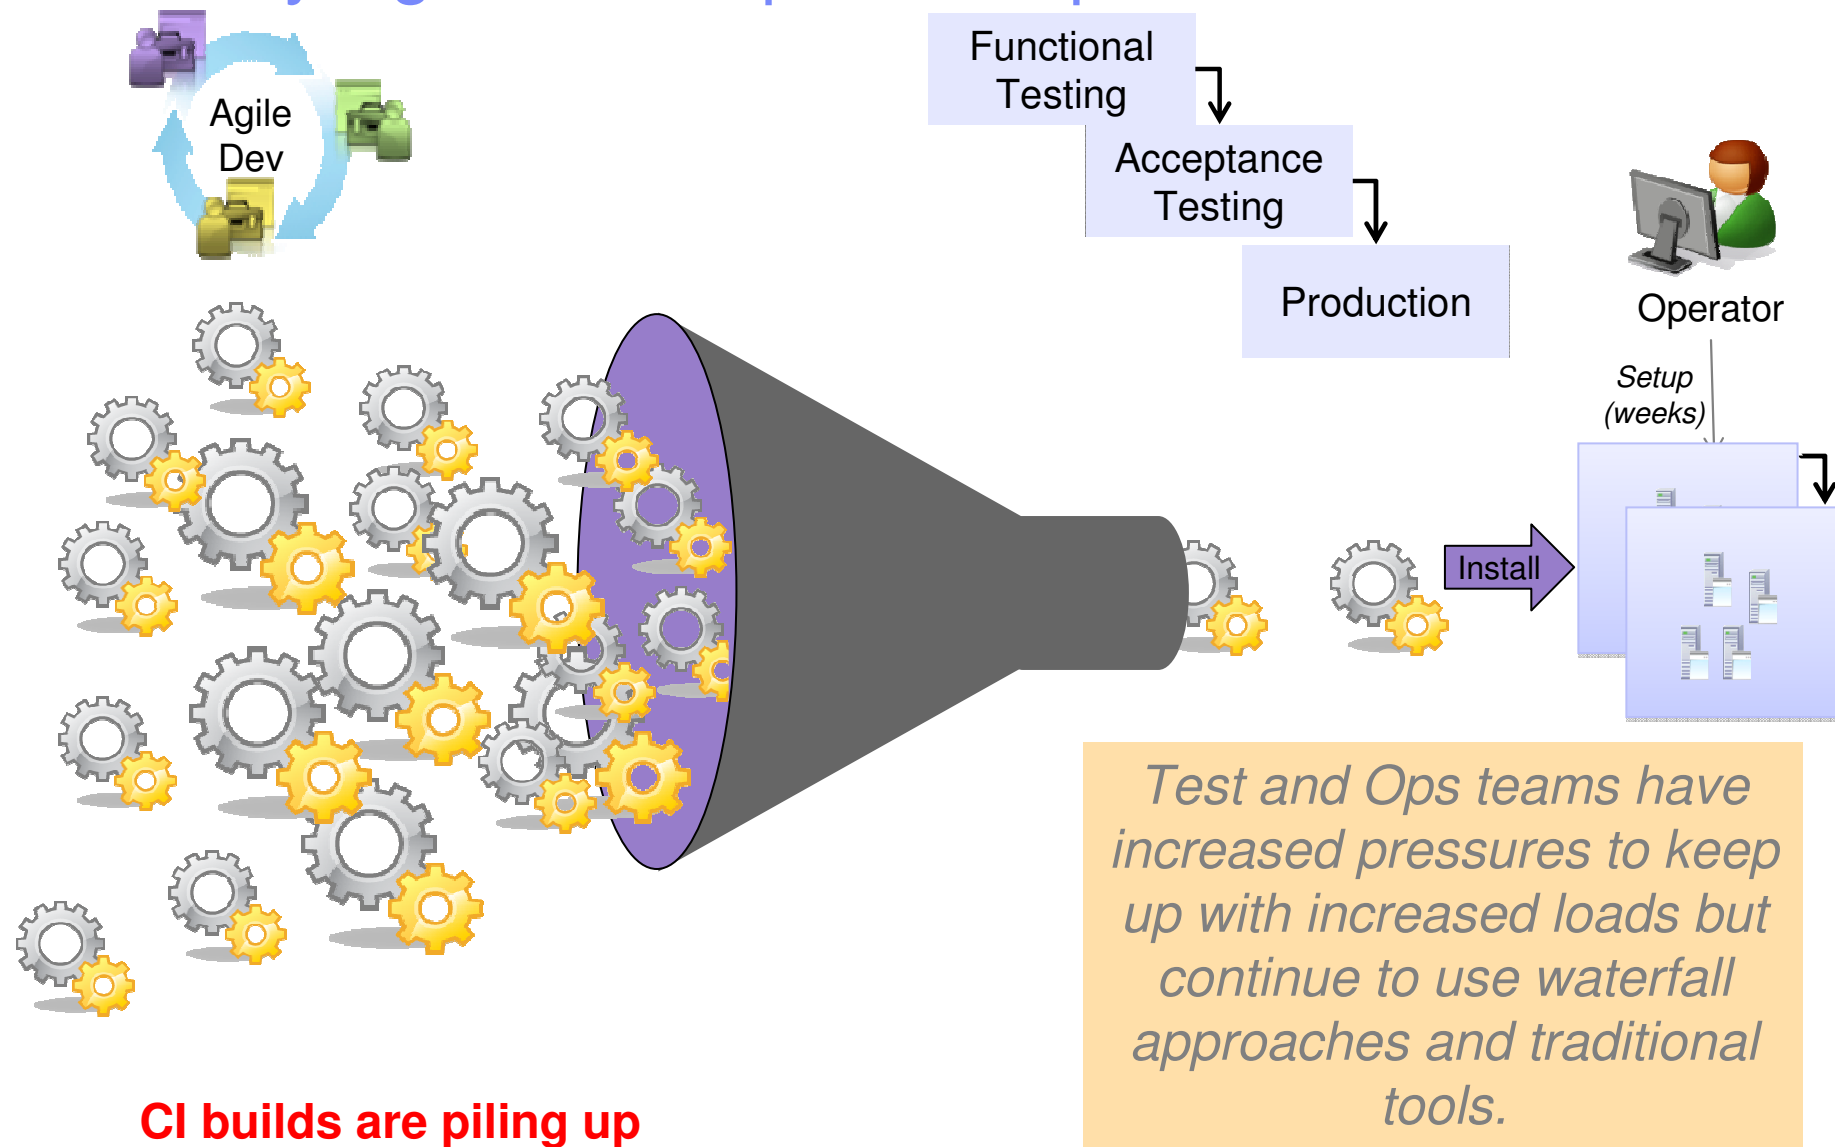 Agile
Dev
Functional
Testing
Acceptance
Testing
Production
Operator
Setup
(weeks)
Install
Test and Ops teams have
increased pressures to keep
up with increased loads but
continue to use waterfall
approaches and traditional
tools.
CI builds are piling up